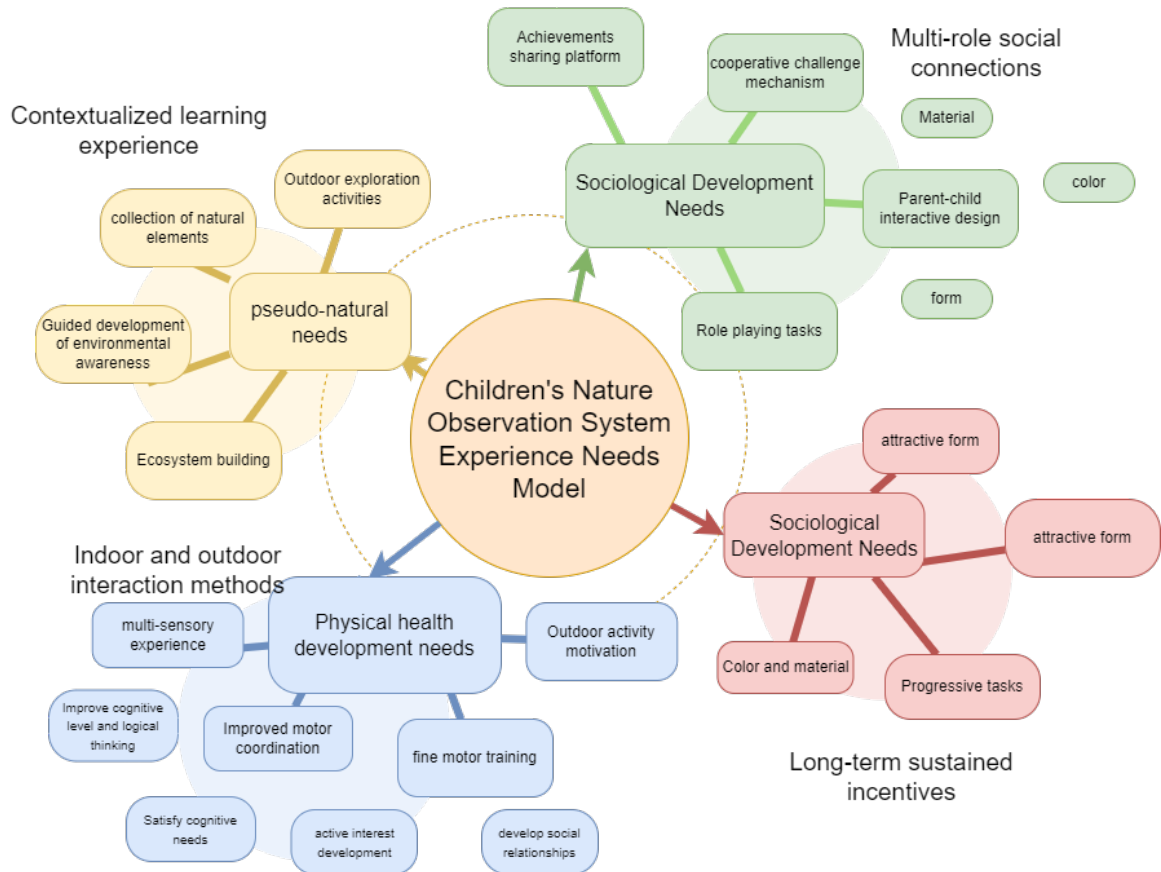 Achievements
sharing platform
cooperative challenge
mechanism
Multi-role social
connections
Material
color
Sociological Development
Needs
Parent-child
interactive design
form
Role playing tasks
Contextualized learning
experience
Outdoor exploration
activities
collection of natural
elements
pseudo-natural
needs
Guided development
of environmental
awareness
Ecosystem building
Children's Nature
Observation System
Experience Needs
Model
attractive form
Sociological
Development Needs
attractive form
Color and material
Progressive tasks
Long-term sustained
incentives
Indoor and outdoor
interaction methods
Physical health
development needs
multi-sensory
experience
Outdoor activity
motivation
Improve cognitive
level and logical
thinking
Improved motor
coordination
fine motor training
Satisfy cognitive
needs
active interest
development
develop social
relationships